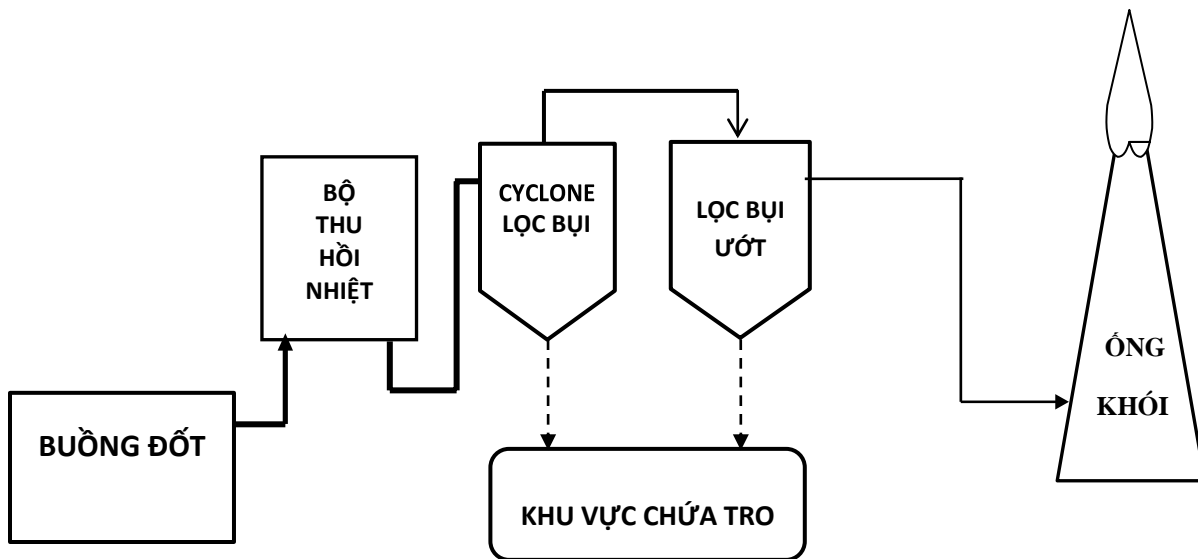 BUỒNG ĐỐT
BỘ
THU
HỒI
NHIỆT
CYCLONE
LỌC BỤI
LỌC BỤI
ƯỚT
KHU VỰC CHỨA TRO
ỐNG
KHÓI